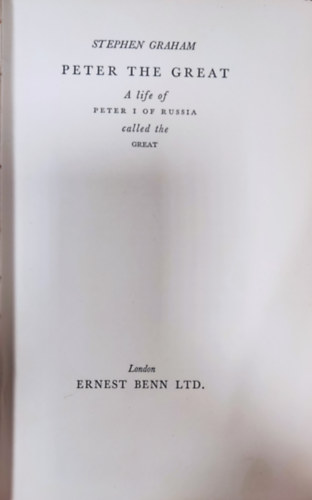 STEPHEN GRAHAM
PETER THE GREAT
A life of
PETER I OF RUSSIA
called the
GREAT
London
ERNEST BENN LTD.